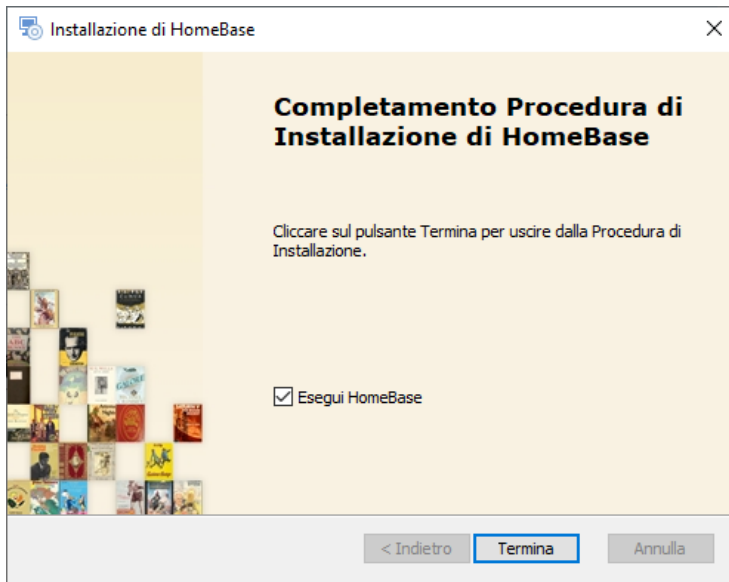 Installazione di HomeBase
Completamento Procedura di
Installazione di HomeBase
Cliccare sul pulsante Termina per uscire dalla Procedura di
Installazione.
Esegui HomeBase
< Indietro
Termina
Annulla